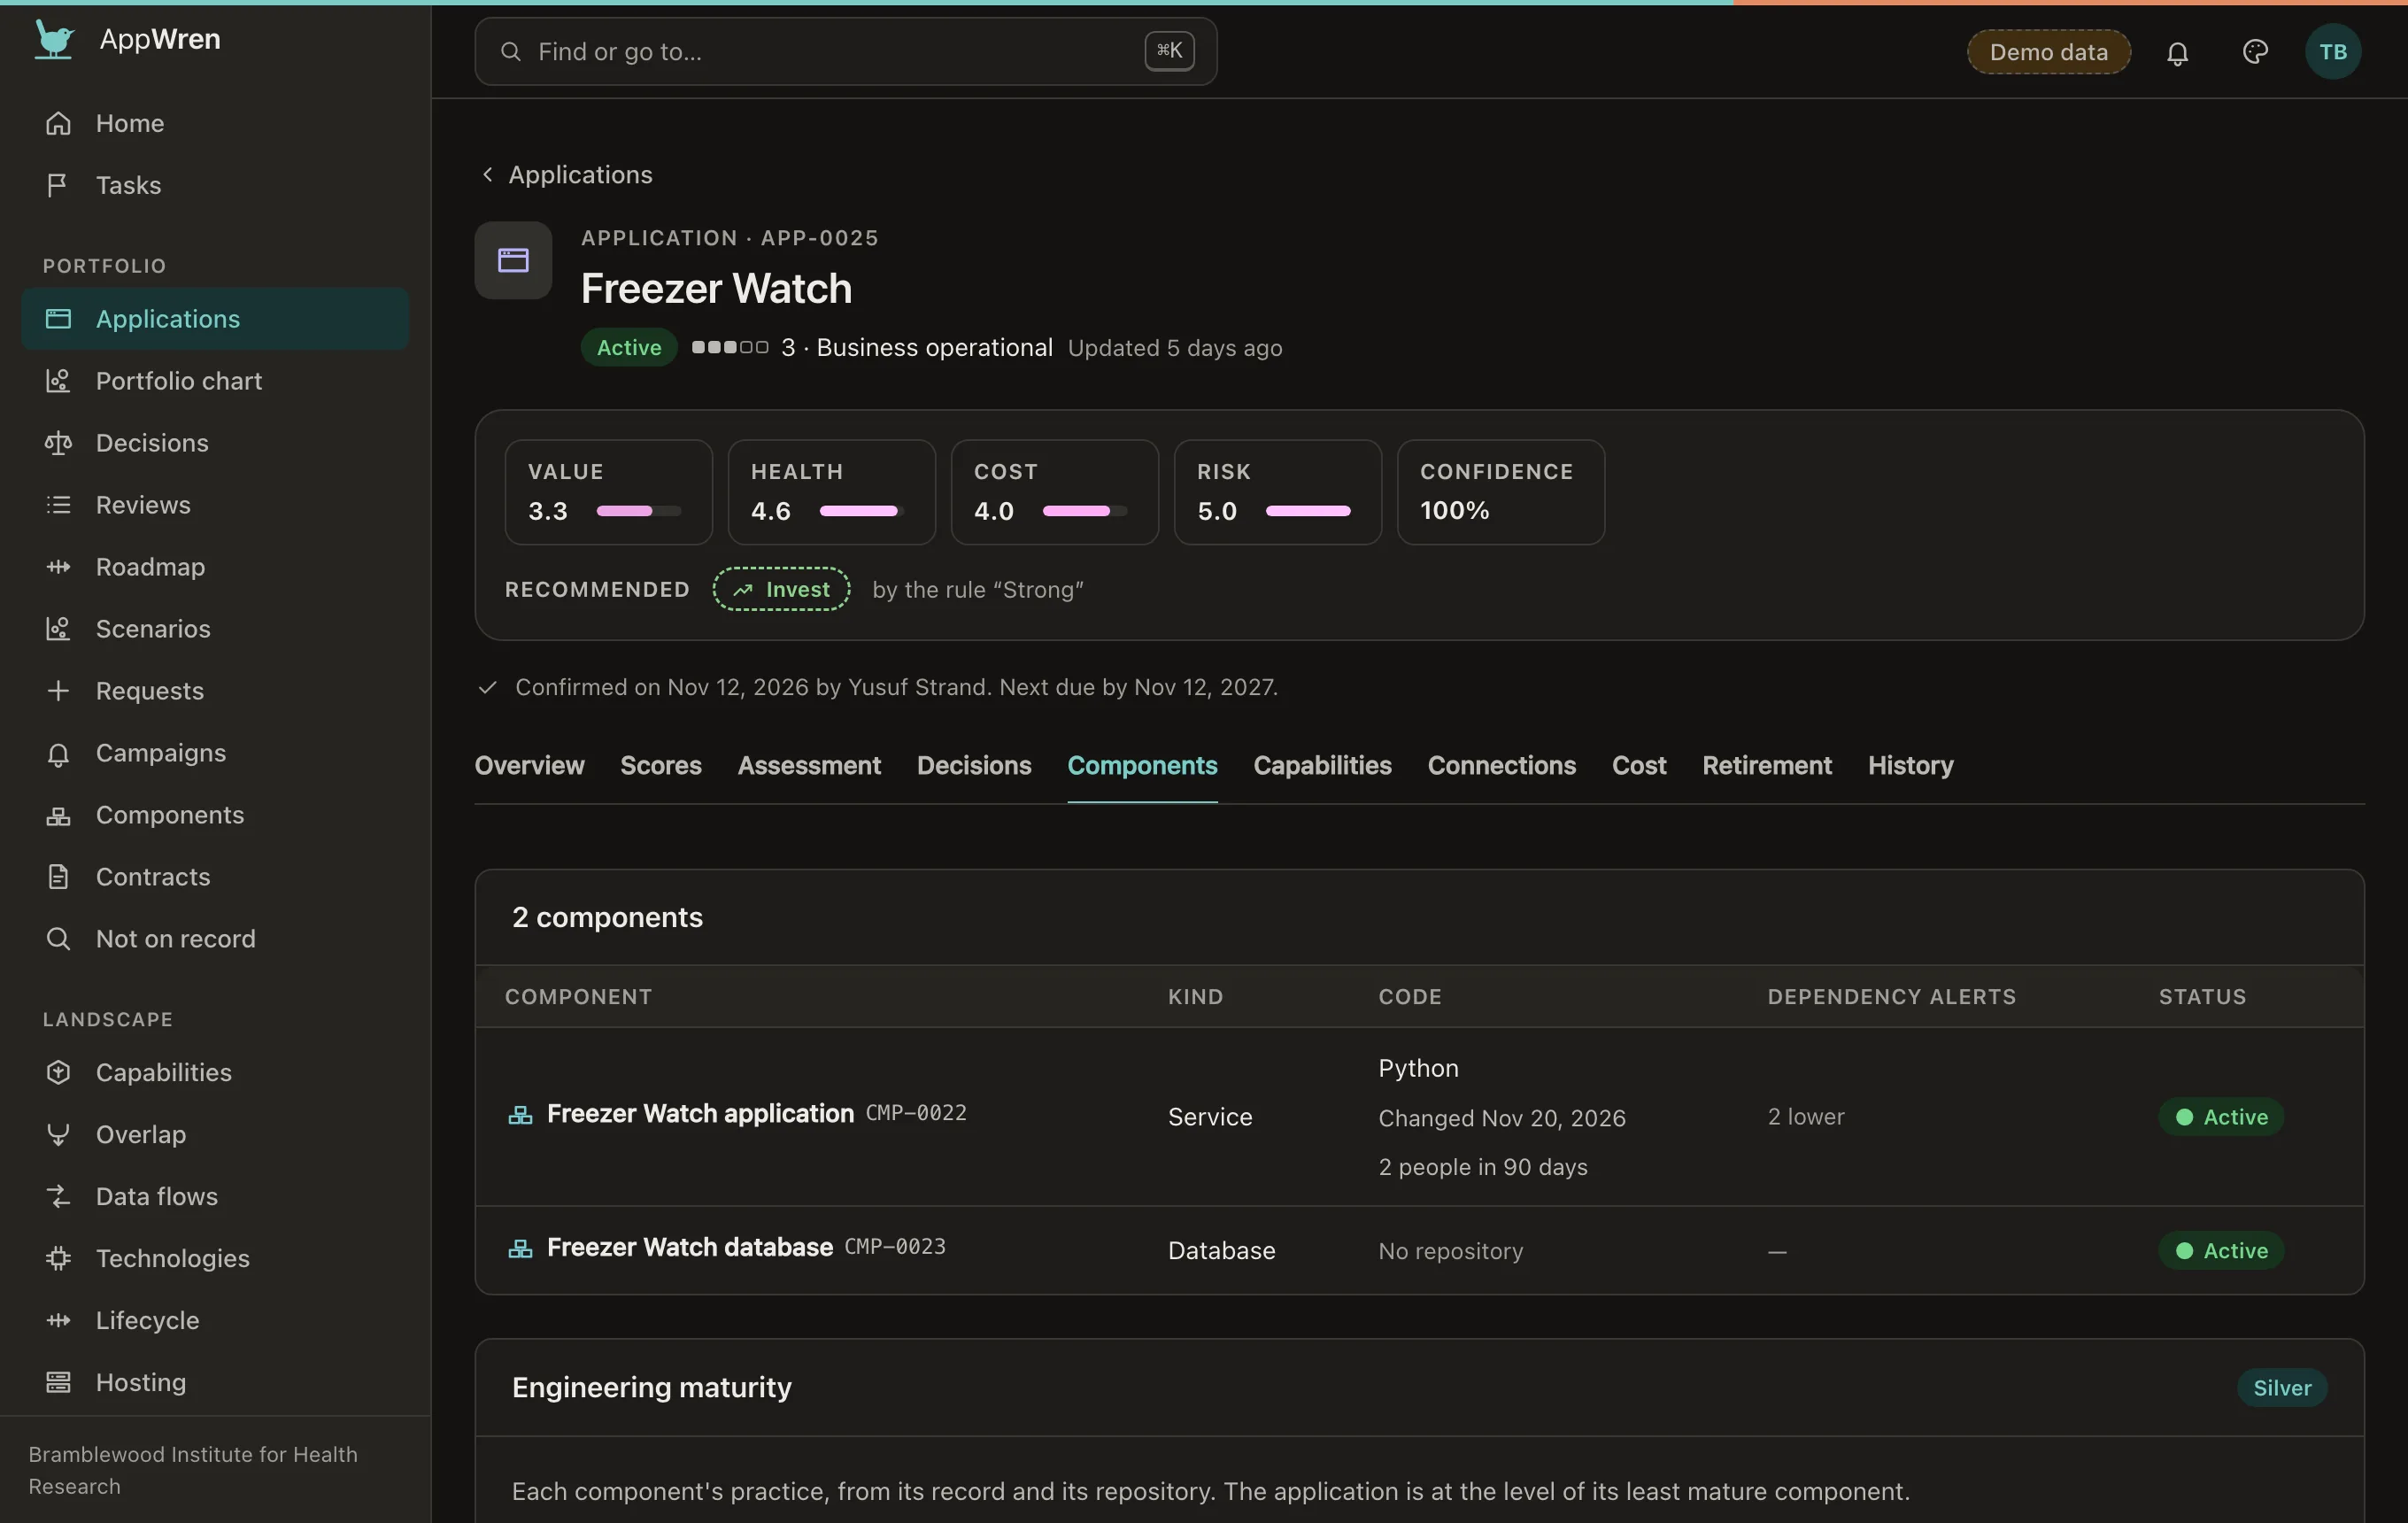 AppWren
Find or go to...
⌘K
Demo data
TB
Home
Tasks
PORTFOLIO
Applications
Portfolio chart
Decisions
Reviews
Roadmap
Scenarios
Requests
Campaigns
Components
Contracts
Not on record
LANDSCAPE
Capabilities
Overlap
Data flows
Technologies
Lifecycle
Hosting
Bramblewood Institute for Health
Research
Applications
APPLICATION · APP-0025
Freezer Watch
Active 3 · Business operational Updated 5 days ago
VALUE HEALTH COST RISK CONFIDENCE
3.3 4.6 4.0 5.0 100%
RECOMMENDED Invest by the rule “Strong”
Confirmed on Nov 12, 2026 by Yusuf Strand. Next due by Nov 12, 2027.
Overview Scores Assessment Decisions Components Capabilities Connections Cost Retirement History
2 components
COMPONENT KIND CODE DEPENDENCY ALERTS STATUS
Python
Freezer Watch application CMP-0022 Service Changed Nov 20, 2026 2 lower Active
2 people in 90 days
Freezer Watch database CMP-0023 Database No repository — Active
Engineering maturity Silver
Each component's practice, from its record and its repository. The application is at the level of its least mature component.